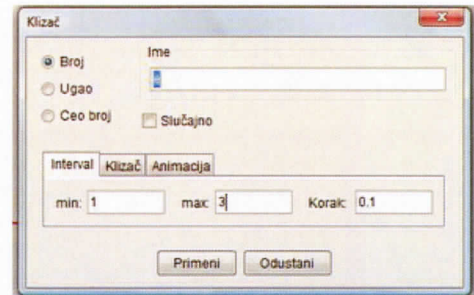 Klizač
Broj
Ime
Ugao
Ceo broj
Slučajno
Interval Klizač Animacija
min: 1 max: 3 Korak: 0.1
Primeni Odustani